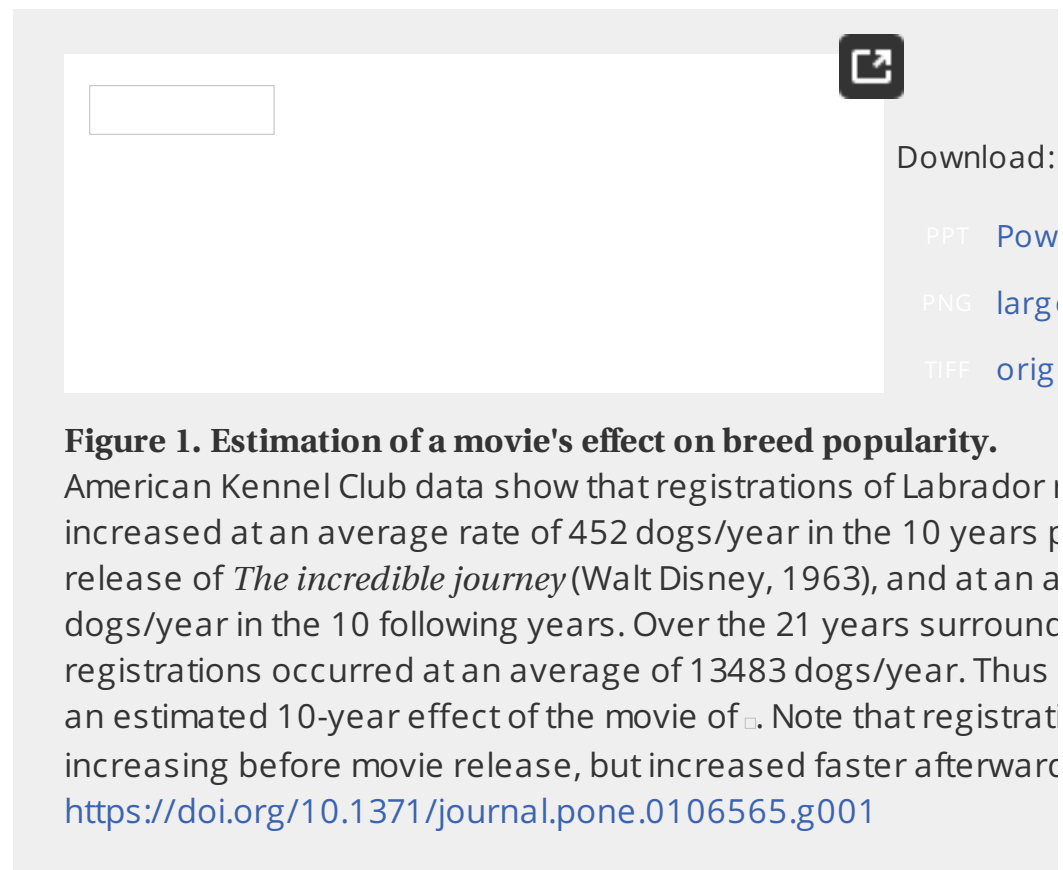 Download:
PPT Pow
PNG larg
TIFF orig
Figure 1. Estimation of a movie's effect on breed popularity.
American Kennel Club data show that registrations of Labrador
increased at an average rate of 452 dogs/year in the 10 years p
release of The incredible journey (Walt Disney, 1963), and at an a
dogs/year in the 10 following years. Over the 21 years surround
registrations occurred at an average of 13483 dogs/year. Thus
an estimated 10-year effect of the movie of . Note that registrati
increasing before movie release, but increased faster afterward
https://doi.org/10.1371/journal.pone.0106565.g001